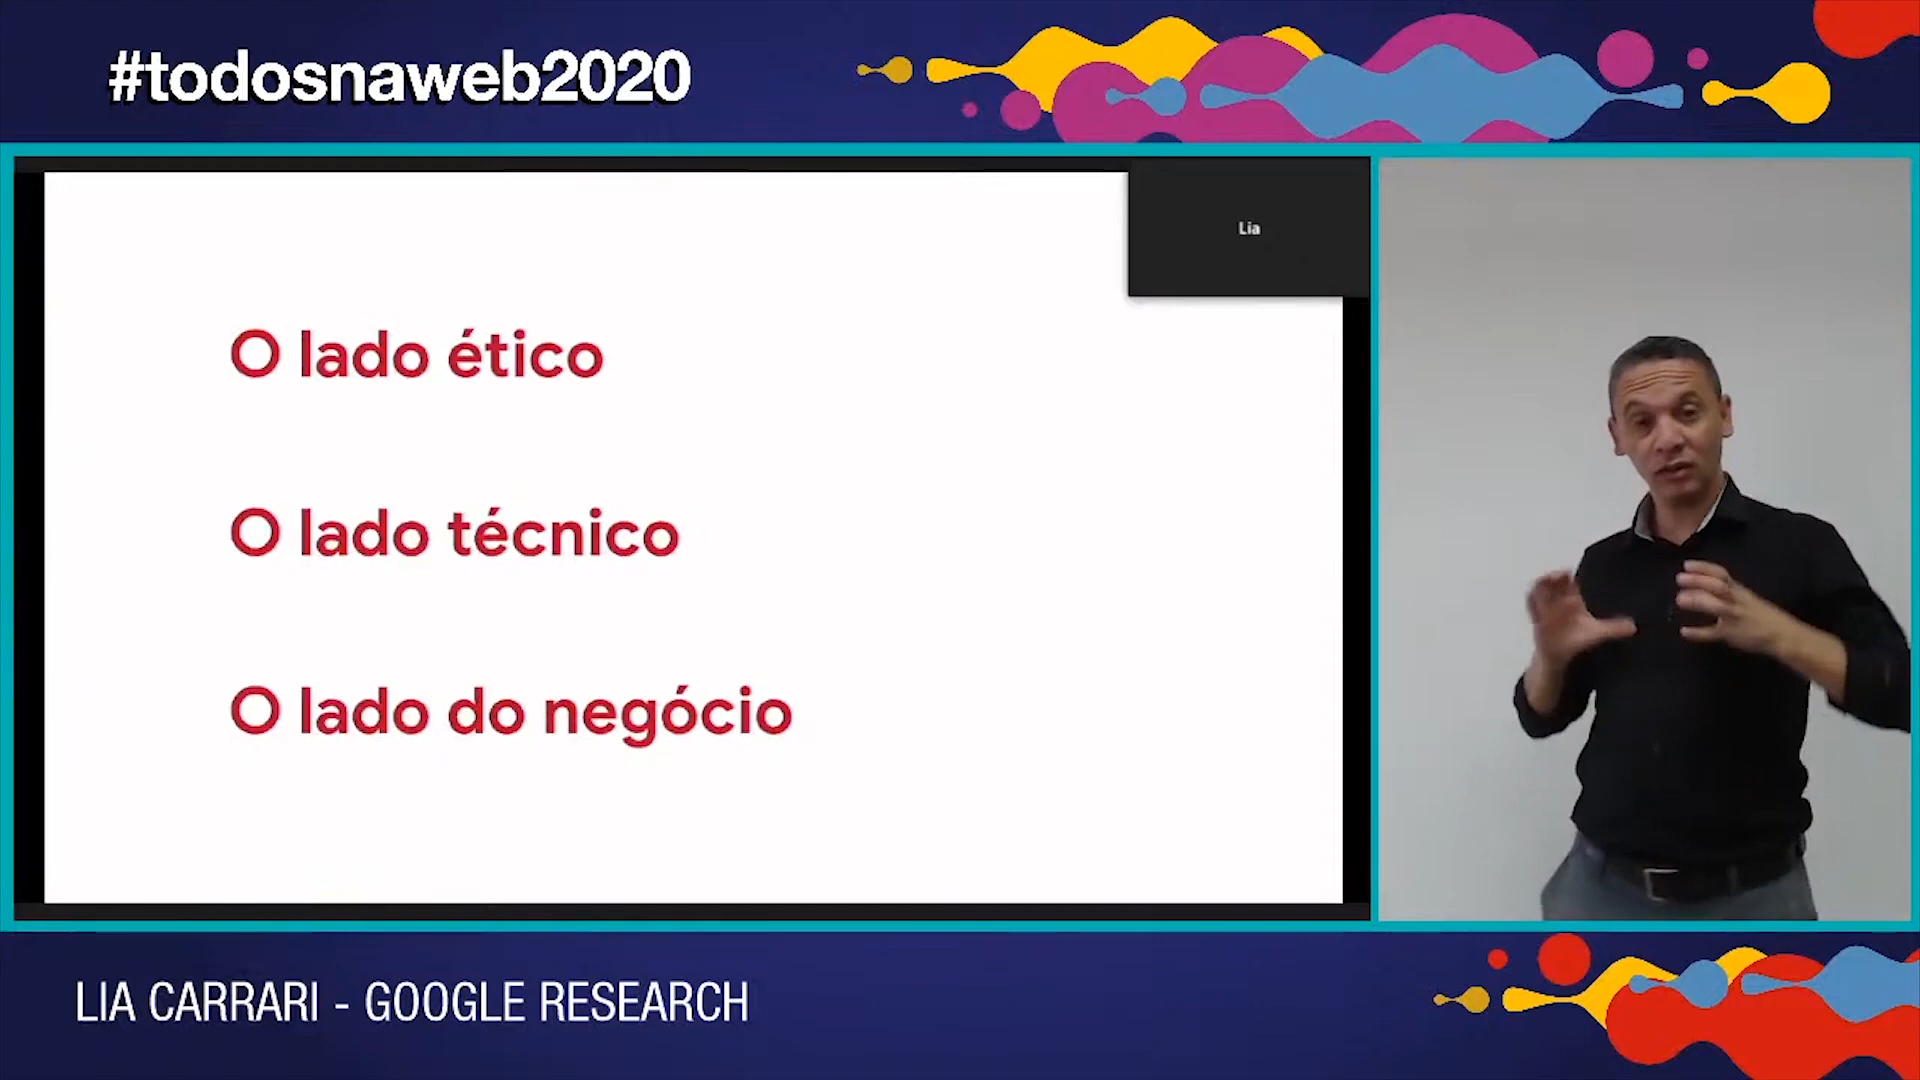 #todosnaweb2020
Lia
O lado ético
O lado técnico
O lado do negócio
LIA CARRARI - GOOGLE RESEARCH